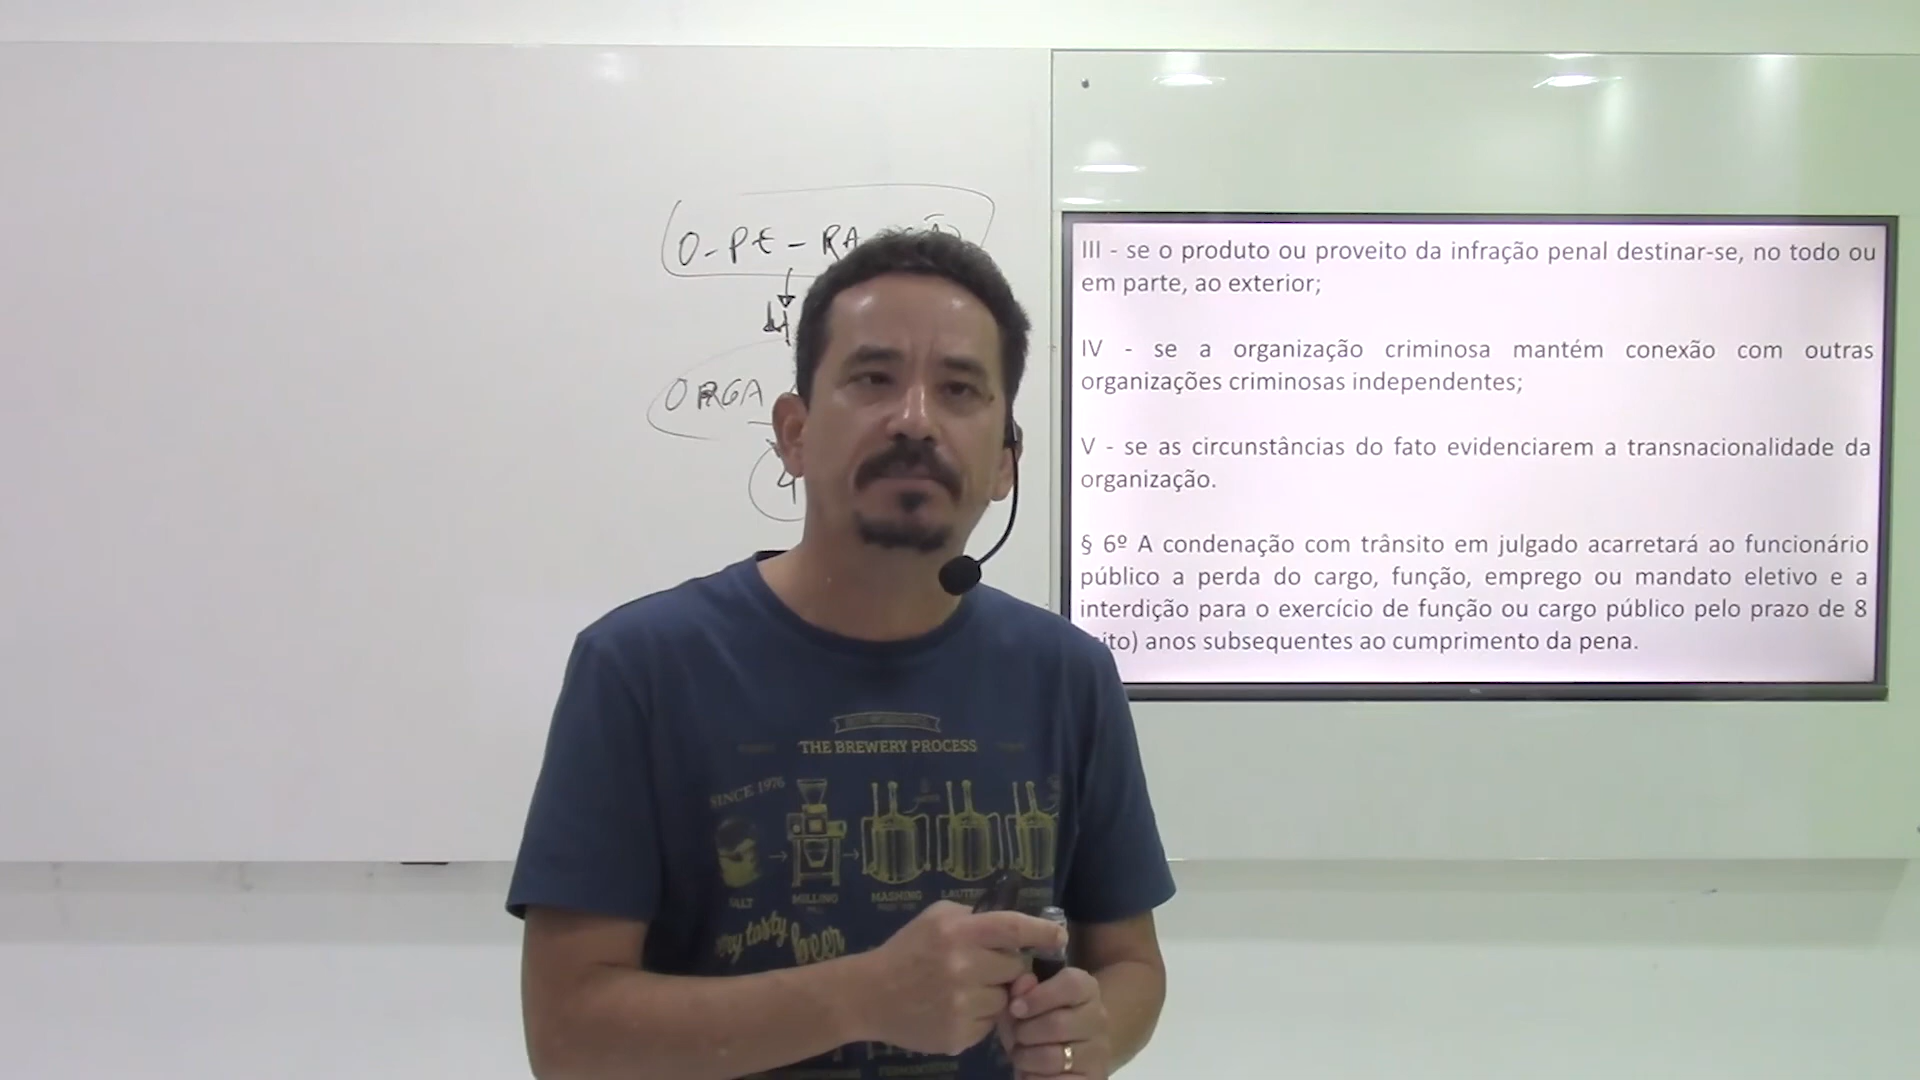 O-PE-RA
ORGA
4
III - se o produto ou proveito da infração penal destinar-se, no todo ou
em parte, ao exterior;
IV - se a organização criminosa mantém conexão com outras
organizações criminosas independentes;
V - se as circunstâncias do fato evidenciarem a transnacionalidade da
organização.
§ 6º A condenação com trânsito em julgado acarretará ao funcionário
público a perda do cargo, função, emprego ou mandato eletivo e a
interdição para o exercício de função ou cargo público pelo prazo de 8
ito) anos subsequentes ao cumprimento da pena.
THE BREWERY PROCESS
SINCE 1976
MILLING
MASHING
beer